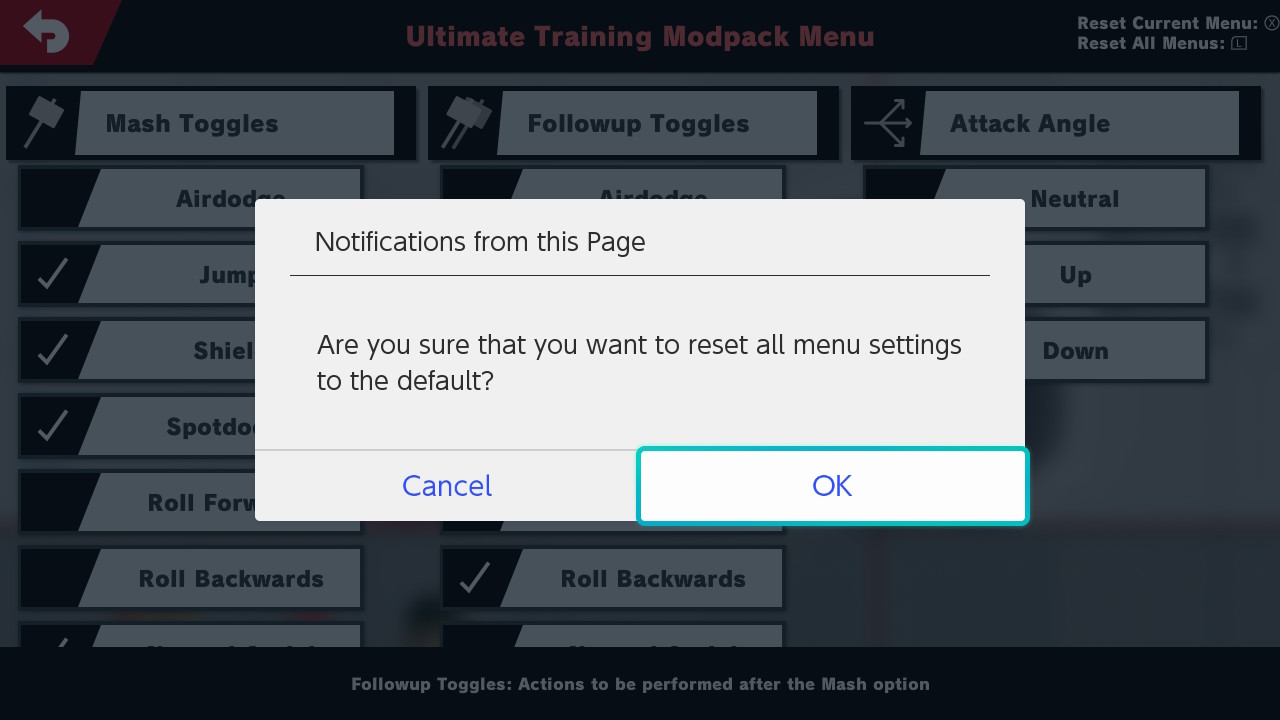 Ultimate Training Modpack Menu
Reset Current Menu: Ⓧ
Reset All Menus: L
Mash Toggles
Followup Toggles
Attack Angle
Airdodge
Airdodge
Neutral
Notifications from this Page
Jump
Up
Are you sure that you want to reset all menu settings
to the default?
Shiel
Down
Spotdo
Cancel
OK
Roll Forw
Roll Backwards
Roll Backwards
Followup Toggles: Actions to be performed after the Mash option